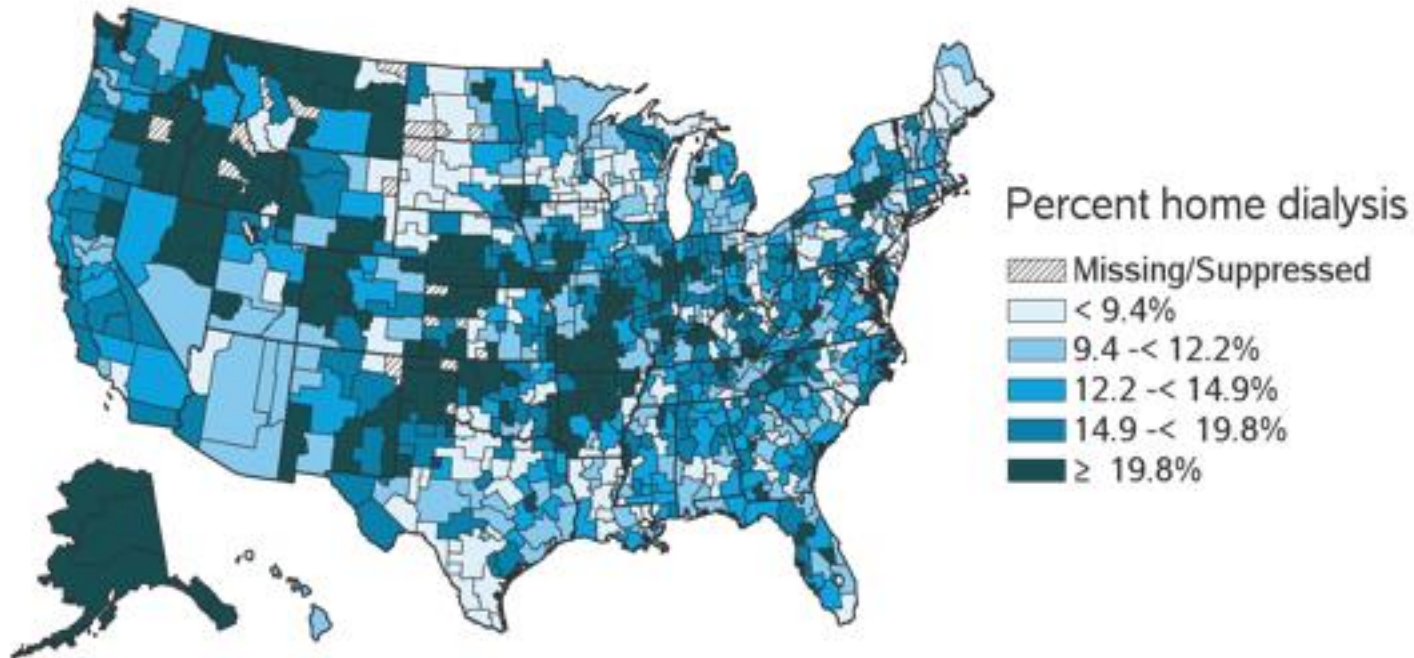 Percent home dialysis
Missing/Suppressed
< 9.4%
9.4 -< 12.2%
12.2 -< 14.9%
14.9 -<  19.8%
≥  19.8%